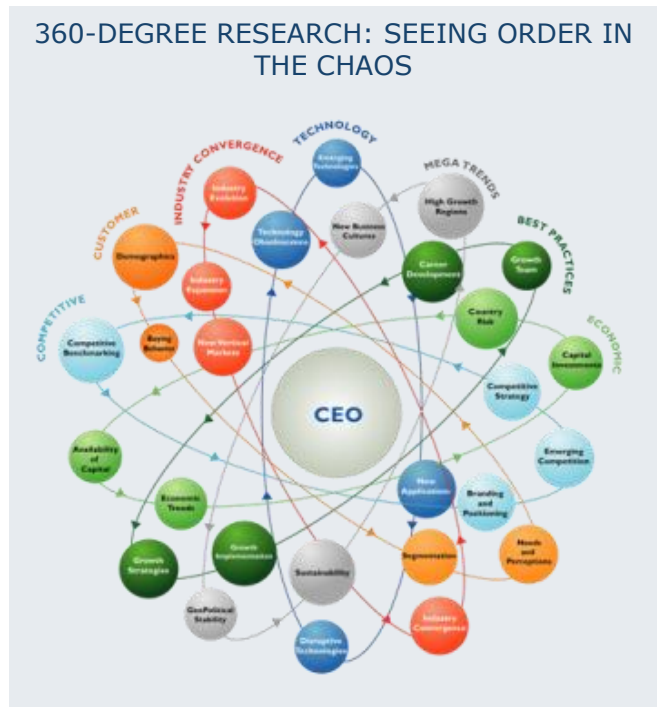 360-DEGREE RESEARCH: SEEING ORDER IN
THE CHAOS
TECHNOLOGY
INDUSTRY CONVERGENCE
MEGA TRENDS
CUSTOMER
BEST PRACTICES
COMPETITIVE
ECONOMIC
Emerging
Technologies
Industry
Evolution
High Growth
Regions
New Business
Cultures
Technology
Obsolescence
Demographics
Career
Development
Growth
Team
Industry
Expansion
Country
Risk
Competitive
Benchmarking
Buying
Behavior
New Vertical
Markets
Capital
Investments
Competitive
Strategy
CEO
Availability
of
Capital
Emerging
Competition
New
Applications
Economic
Trends
Branding
and
Positioning
Growth
Strategies
Growth
Implementation
Segmentation
Needs
and
Perceptions
Sustainability
GeoPolitical
Stability
Industry
Convergence
Disruptive
Technologies